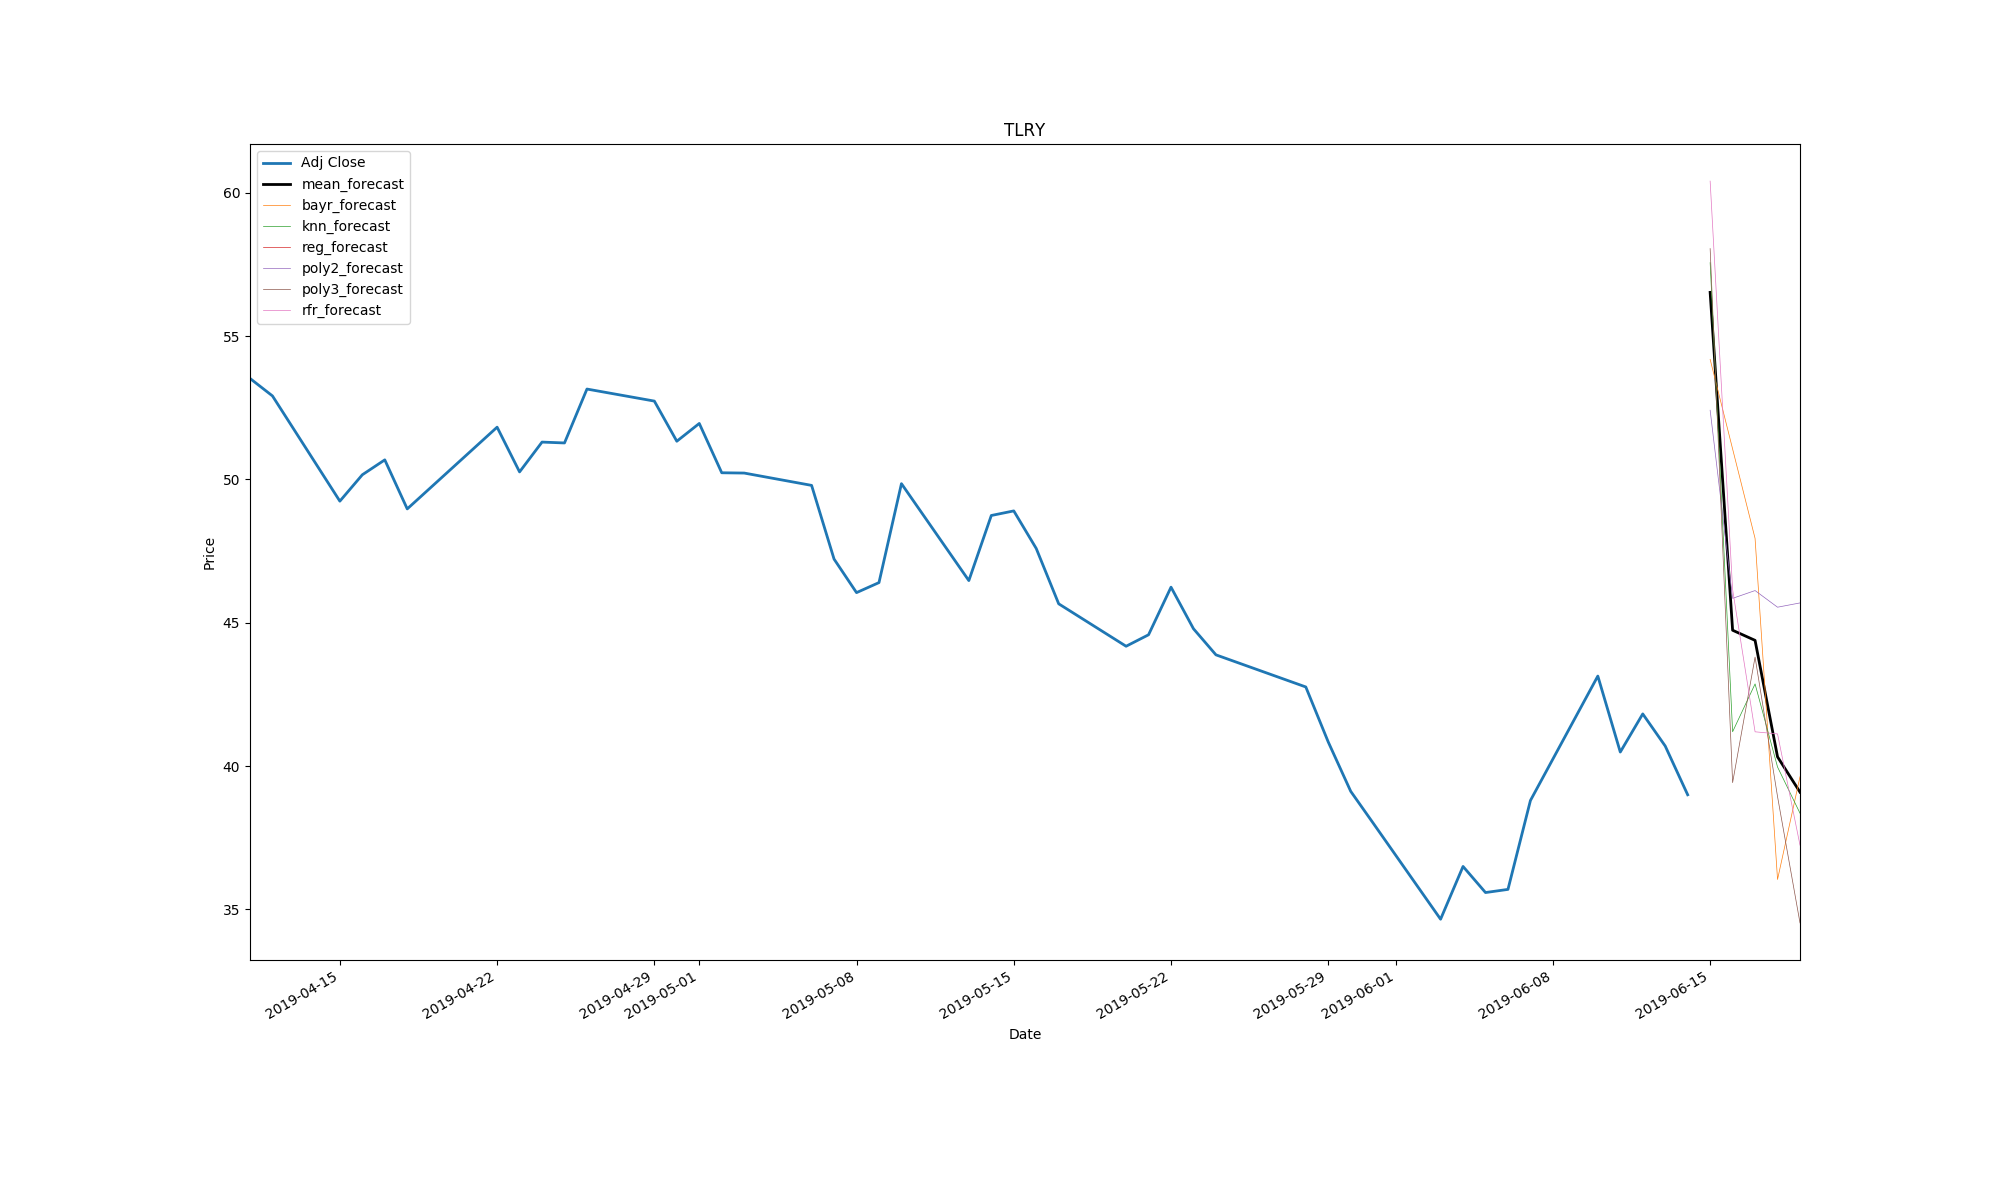 TLRY
Adj Close
mean_forecast
bayr_forecast
knn_forecast
reg_forecast
poly2_forecast
poly3_forecast
rfr_forecast
60
55
50
45
40
35
Price
2019-04-15
2019-04-22
2019-04-29
2019-05-01
2019-05-08
2019-05-15
2019-05-22
2019-05-29
2019-06-01
2019-06-08
2019-06-15
Date